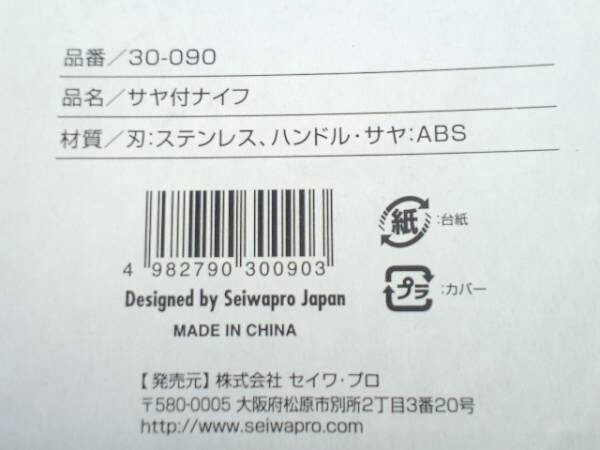 品番/30-090
品名/サヤ付ナイフ
材質/刃:ステンレス、ハンドル・サヤ:ABS
紙:台紙
4 982790 300903
プラ:カバー
Designed by Seiwapro Japan
MADE IN CHINA
【発売元】株式会社 セイワ・プロ
〒580-0005 大阪府松原市別所2丁目3番20号
http://www.seiwapro.com